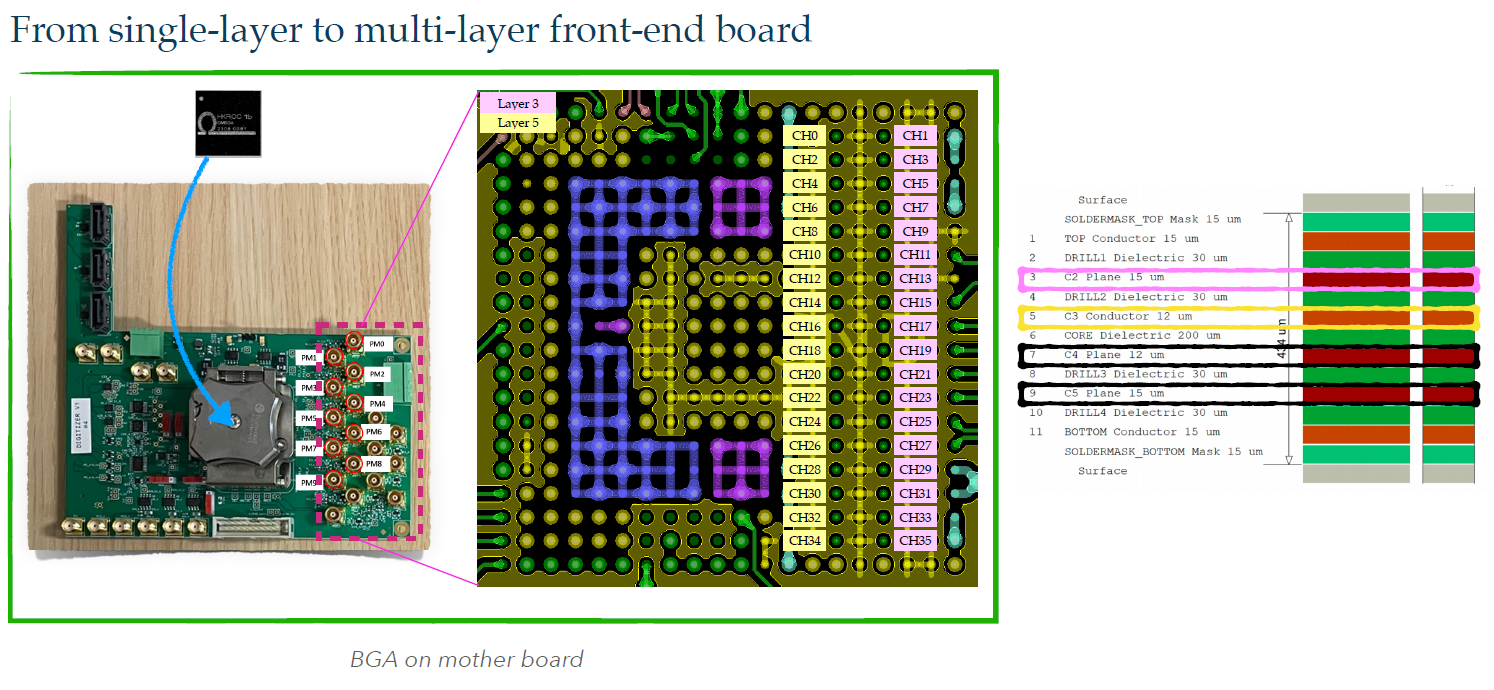 From single-layer to multi-layer front-end board
HKROC 1b
OMEGA
PM0
PM1
PM2
PM3
PM4
PM5
PM6
PM7
PM8
PM9
DIGITIZER V1
#4
Layer 3
Layer 5
CH0 CH1
CH2 CH3
CH4 CH5
CH6 CH7
CH8 CH9
CH10 CH11
CH12 CH13
CH14 CH15
CH16 CH17
CH18 CH19
CH20 CH21
CH22 CH23
CH24 CH25
CH26 CH27
CH28 CH29
CH30 CH31
CH32 CH33
CH34 CH35
Surface
SOLDERMASK_TOP Mask 15 um
1 TOP Conductor 15 um
2 DRILL1 Dielectric 30 um
3 C2 Plane 15 um
4 DRILL2 Dielectric 30 um
5 C3 Conductor 12 um
6 CORE Dielectric 200 um
7 C4 Plane 12 um
8 DRILL3 Dielectric 30 um
9 C5 Plane 15 um
10 DRILL4 Dielectric 30 um
11 BOTTOM Conductor 15 um
SOLDERMASK_BOTTOM Mask 15 um
Surface
434 um
BGA on mother board